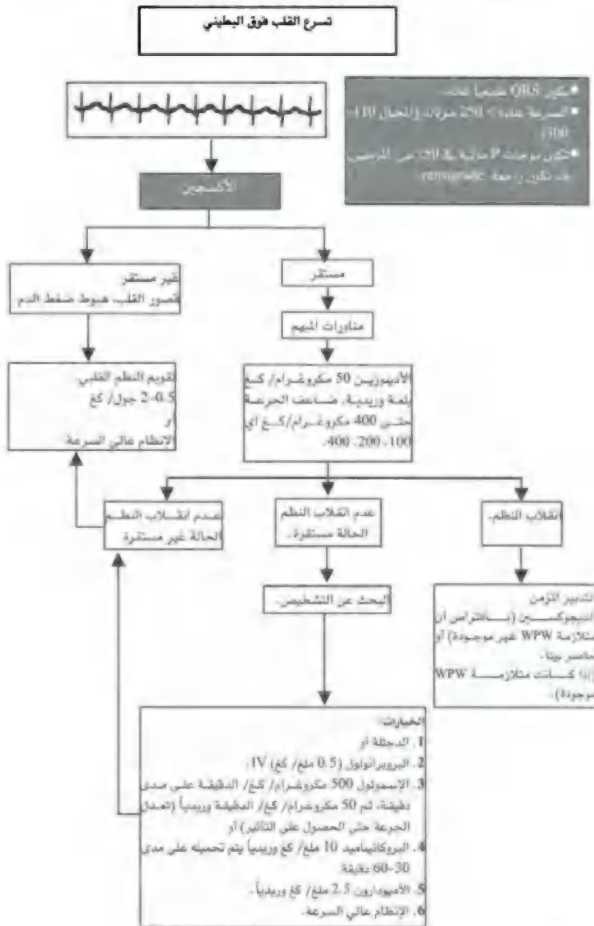 تسرع القلب فوق البطيني
تكون QRS عادة
السرعة عادة > 250 ضربة (المجال 110-
300)
تكون موجات P مرئية في 50% من المرضى
قد تكون راجعة retrograde.
الأكسجين
غير مستقر
قصور القلب، هبوط ضغط الدم
مستقر
مناورات المبهم
تقويم النظم القلبي
0.5-2 جول/ كغ
أو
الإنظام عالي السرعة
الأدينوزين 50 مكروغرام/ كغ
بلعة وريدية، ضاعف الجرعة
حتى 400 مكروغرام/كغ اي
100، 200، 400.
عدم انقلاب النظم
الحالة غير مستقرة
عدم انقلاب النظم
الحالة مستقرة.
انقلاب النظم.
البحث عن التشخيص.
التدبير المزمن
الديجوكسين (بافتراض أن
متلازمة WPW غير موجودة) أو
حاصر بيتا.
(إذا كانت متلازمة WPW
موجودة).
الخيارات:
1. الدجتلة أو
2. البروبرانولول (0.5 ملغ/ كغ) IV.
3. الإسمولول 500 مكروغرام/ كغ/ الدقيقة على مدى
دقيقة، ثم 50 مكروغرام/ كغ/ الدقيقة وريدياً (تعدل
الجرعة حتى الحصول على التأثير) أو
4. البروكاتيناميد 10 ملغ/ كغ وريدياً يتم تحميله على مدى
30-60 دقيقة
5. الأميودارون 2.5 ملغ/ كغ وريدياً.
6. الإنظام عالي السرعة.